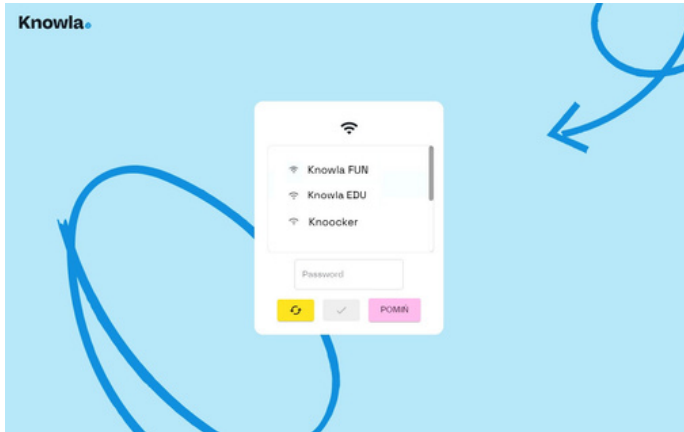 Knowla.
Knowla FUN
Knowla EDU
Knoocker
Password
POMIŃ